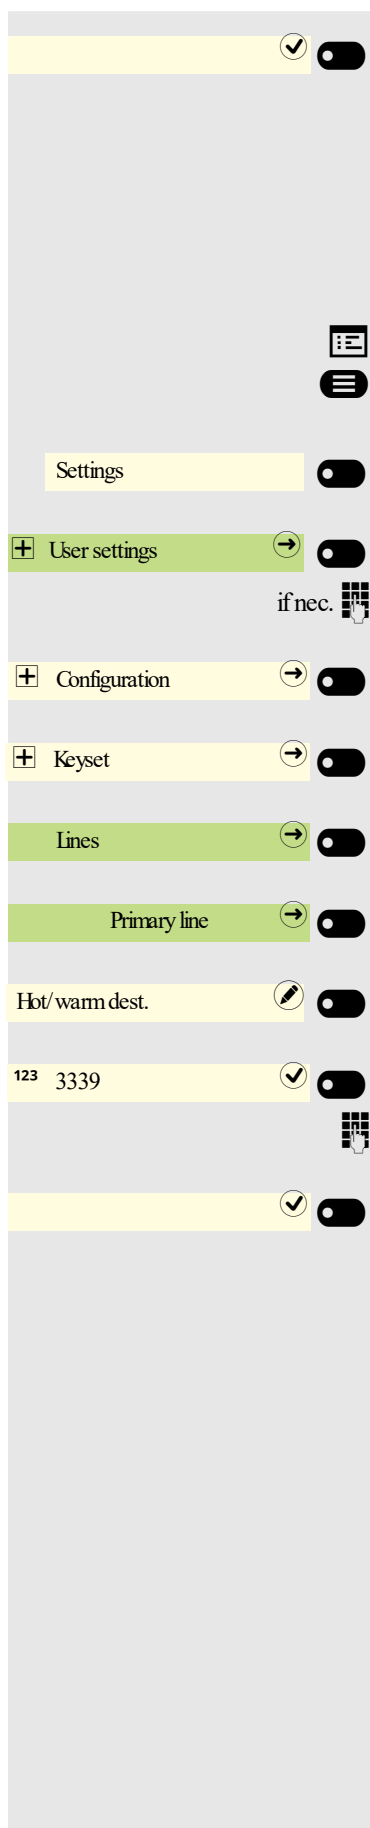 Settings
User settings
if nec.
Configuration
Keyset
Lines
Primary line
Hot/warm dest.
123 3339